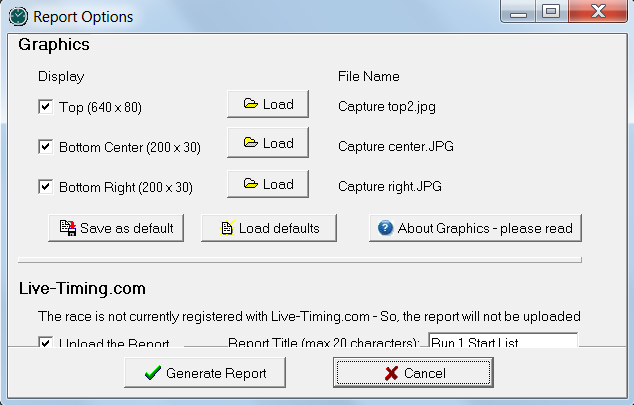 Report Options
Graphics
Display File Name
Top (640 x 80) Load Capture top2.jpg
Bottom Center (200 x 30) Load Capture center.JPG
Bottom Right (200 x 30) Load Capture right.JPG
Save as default Load defaults ? About Graphics - please read
Live-Timing.com
The race is not currently registered with Live-Timing.com - So, the report will not be uploaded
Upload the Report Report Title (max 20 characters): Run 1 Start List
Generate Report Cancel